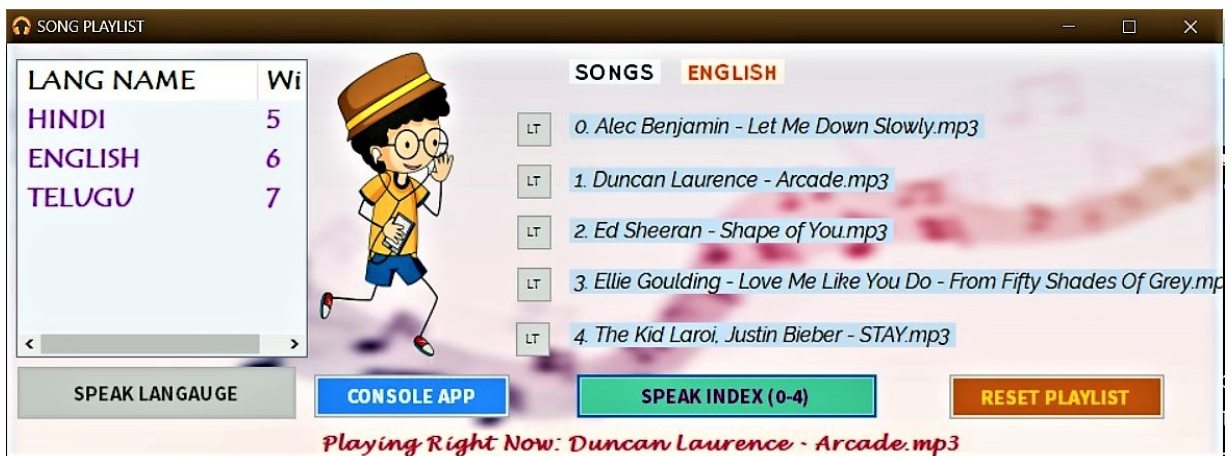 SONG PLAYLIST
LANG NAME Wi
HINDI 5
ENGLISH 6
TELUGU 7
SONGS ENGLISH
LT 0. Alec Benjamin - Let Me Down Slowly.mp3
LT 1. Duncan Laurence - Arcade.mp3
LT 2. Ed Sheeran - Shape of You.mp3
LT 3. Ellie Goulding - Love Me Like You Do - From Fifty Shades Of Grey.mp
LT 4. The Kid Laroi, Justin Bieber - STAY.mp3
SPEAK LANGAUGE CONSOLE APP SPEAK INDEX (0-4) RESET PLAYLIST
Playing Right Now: Duncan Laurence - Arcade.mp3